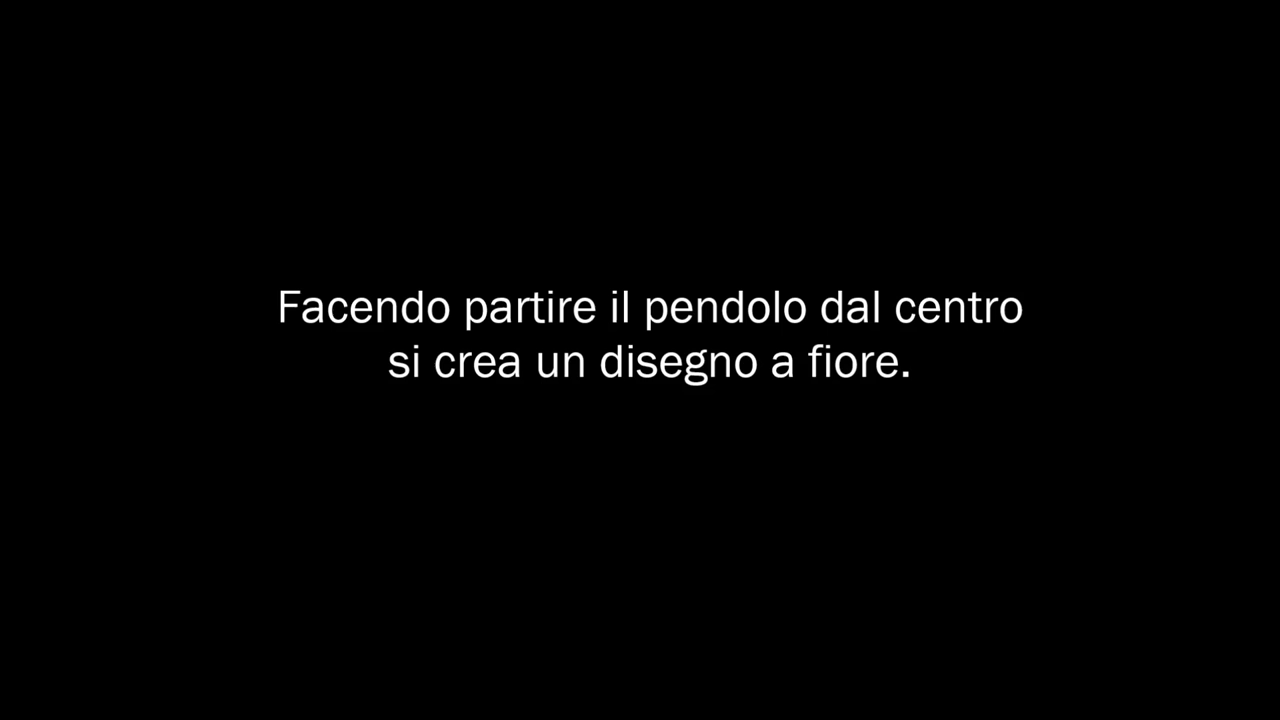 Facendo partire il pendolo dal centro
si crea un disegno a fiore.